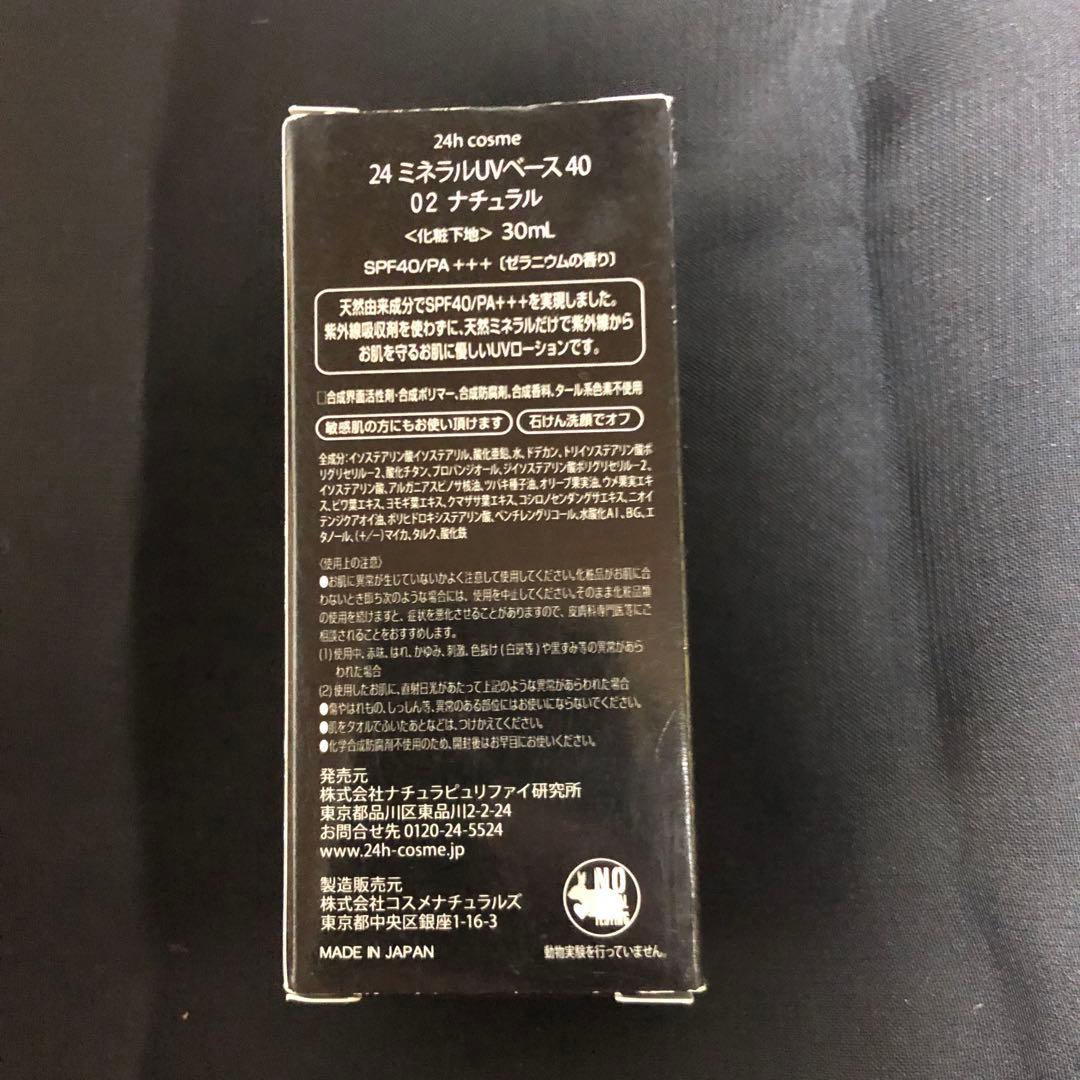 24h cosme
24 ミネラルUVベース 40
02 ナチュラル
＜化粧下地＞ 30mL
SPF40/PA +++〔ゼラニウムの香り〕
天然由来成分でSPF40/PA+++を実現しました。
紫外線吸収剤を使わずに、天然ミネラルだけで紫外線から
お肌を守るお肌に優しいUVローションです。
□合成界面活性剤・合成ポリマー、合成防腐剤、合成香料、タール系色素不使用
敏感肌の方にもお使い頂けます 石けん洗顔でオフ
全成分:イソステアリン酸イソステアリル、酸化亜鉛、水、ドデカン、トリイソステアリン酸ポ
リグリセリル－2、酸化チタン、プロパンジオール、ジイソステアリン酸ポリグリセリル－2、
イソステアリン酸、アルガニアスピノサ核油、ツバキ種子油、オリーブ果実油、ウメ果実エキ
ス、ビワ葉エキス、ヨモギ葉エキス、クマザサ葉エキス、コシロノセンダングサエキス、ニオイ
テンジクアオイ油、ポリヒドロキシステアリン酸、ペンチレングリコール、水酸化Al、BG、エ
タノール、(+/−)マイカ、タルク、酸化鉄
〈使用上の注意〉
●お肌に異常が生じていないかよく注意して使用してください。化粧品がお肌に合
わないとき即ち次のような場合には、使用を中止してください。そのまま化粧品類
の使用を続けますと、症状を悪化させることがありますので、皮膚科専門医等にご
相談されることをおすすめします。
(1)使用中、赤味、はれ、かゆみ、刺激、色抜け(白斑等)や黒ずみ等の異常があら
われた場合
(2)使用したお肌に、直射日光があたって上記のような異常があらわれた場合
●傷やはれもの、しっしん等、異常のある部位にはお使いにならないでください。
●肌をタオルでふいたあとなどは、つけかえてください。
●化学合成防腐剤不使用のため、開封後はお早目にお使いください。
発売元
株式会社ナチュラピュリファイ研究所
東京都品川区東品川2-2-24
お問合せ先 0120-24-5524
www.24h-cosme.jp
製造販売元
株式会社コスメナチュラルズ
東京都中央区銀座1-16-3
MADE IN JAPAN
NO
TESTING
動物実験を行っていません。